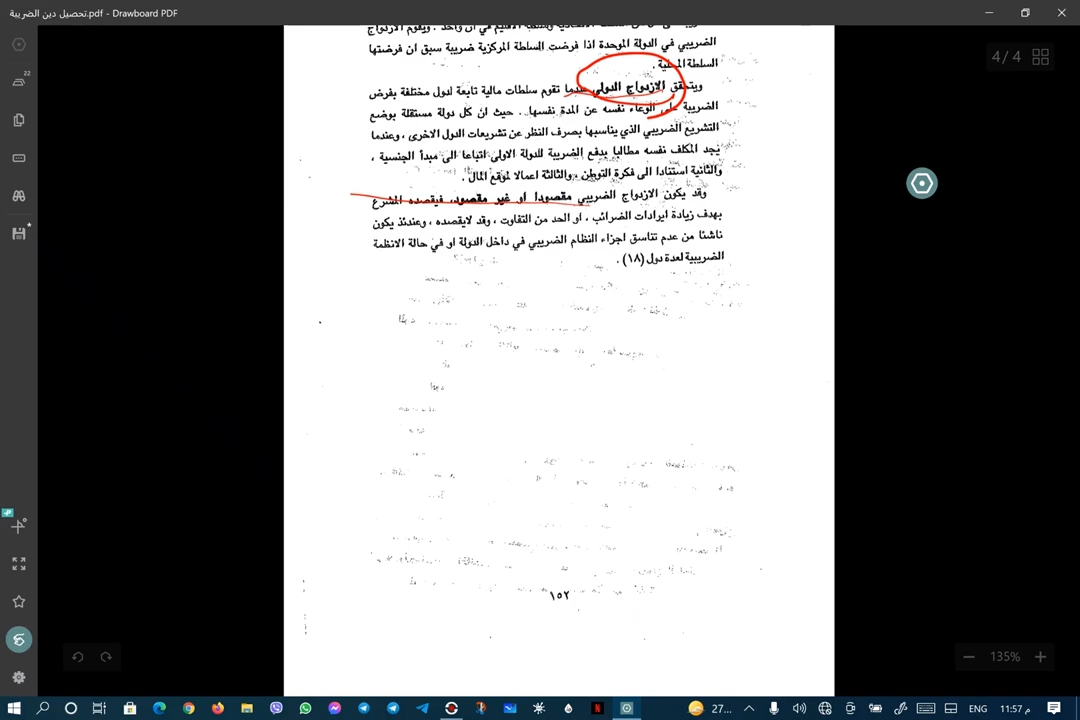 تحصيل دين الضريبة.pdf - Drawboard PDF
4 / 4
22
الضريبي في الدولة الموحدة اذا فرضت السلطة المركزية ضريبة سبق ان فرضتها
السلطة المحلية .
ويتحقق الازدواج الدولي عندما تقوم سلطات مالية تابعة لدول مختلفة بفرض
الضريبة على الوعاء نفسه عن المدة نفسها . حيث ان كل دولة مستقلة بوضع
التشريع الضريبي الذي يناسبها بصرف النظر عن تشريعات الدول الاخرى ، وعندما
يجد المكلف نفسه مطالبا بدفع الضريبة للدولة الاولى اتباعا الى مبدأ الجنسية ،
والثانية استنادا الى فكرة التوطن ، والثالثة اعمالا لموقع المال .
وقد يكون الازدواج الضريبي مقصودا او غير مقصود، فيقصده المشرع
بهدف زيادة ايرادات الضرائب ، او الحد من التفاوت ، وقد لايقصده ، وعندئذ يكون
ناشئا من عدم تناسق اجزاء النظام الضريبي في داخل الدولة او في حالة الانظمة
الضريبية لعدة دول (١٨) .
١٥٢
135%
27...
ENG
11:57 م